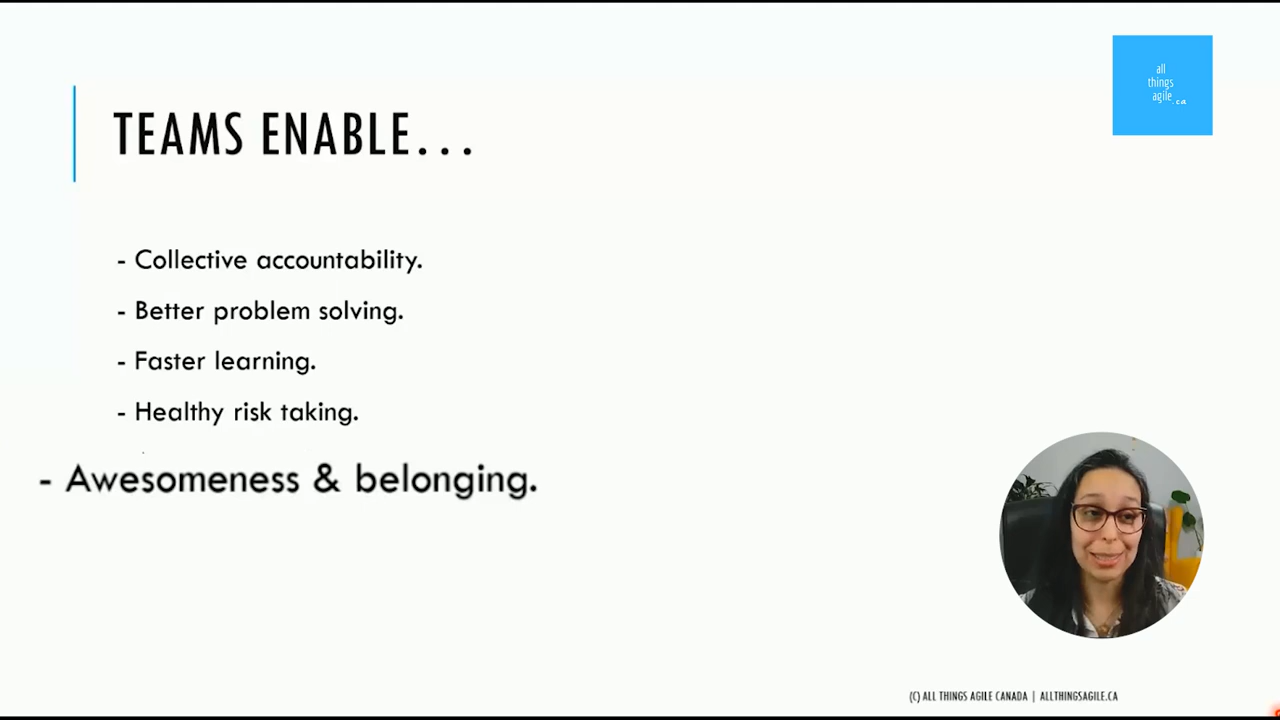 all
things
agile.ca
TEAMS ENABLE...
- Collective accountability.
- Better problem solving.
- Faster learning.
- Healthy risk taking.
- Awesomeness & belonging.
(C) ALL THINGS AGILE CANADA | ALLTHINGSAGILE.CA